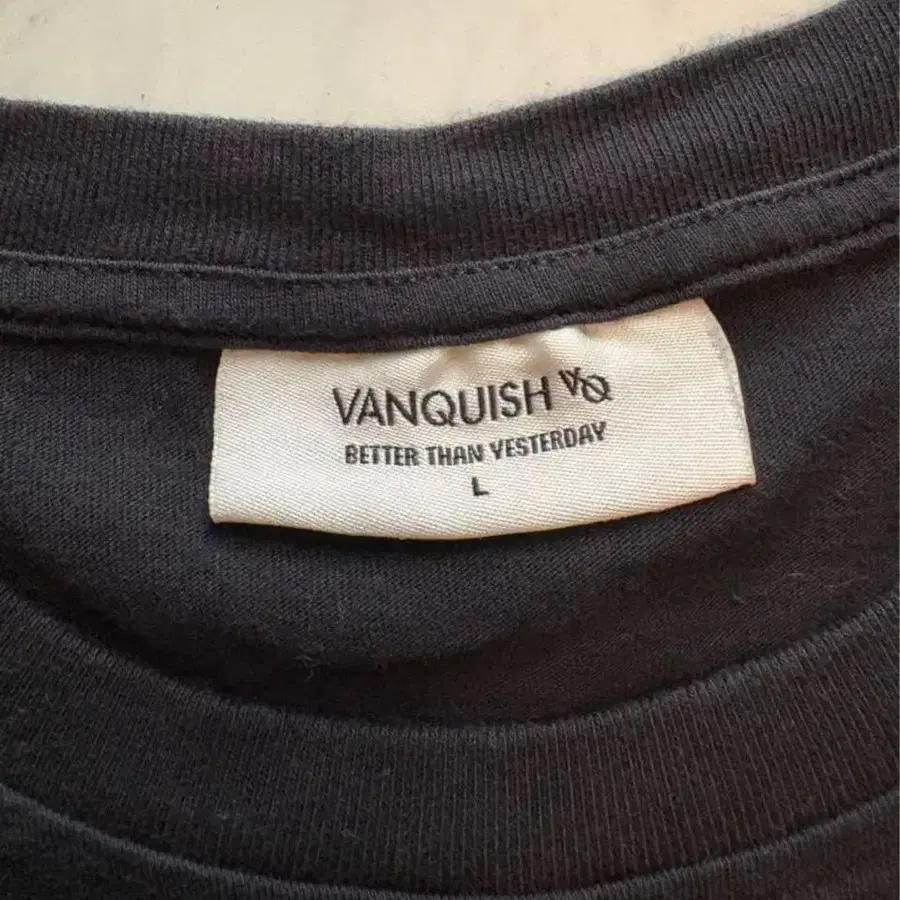 VANQUISH VQ
BETTER THAN YESTERDAY
L